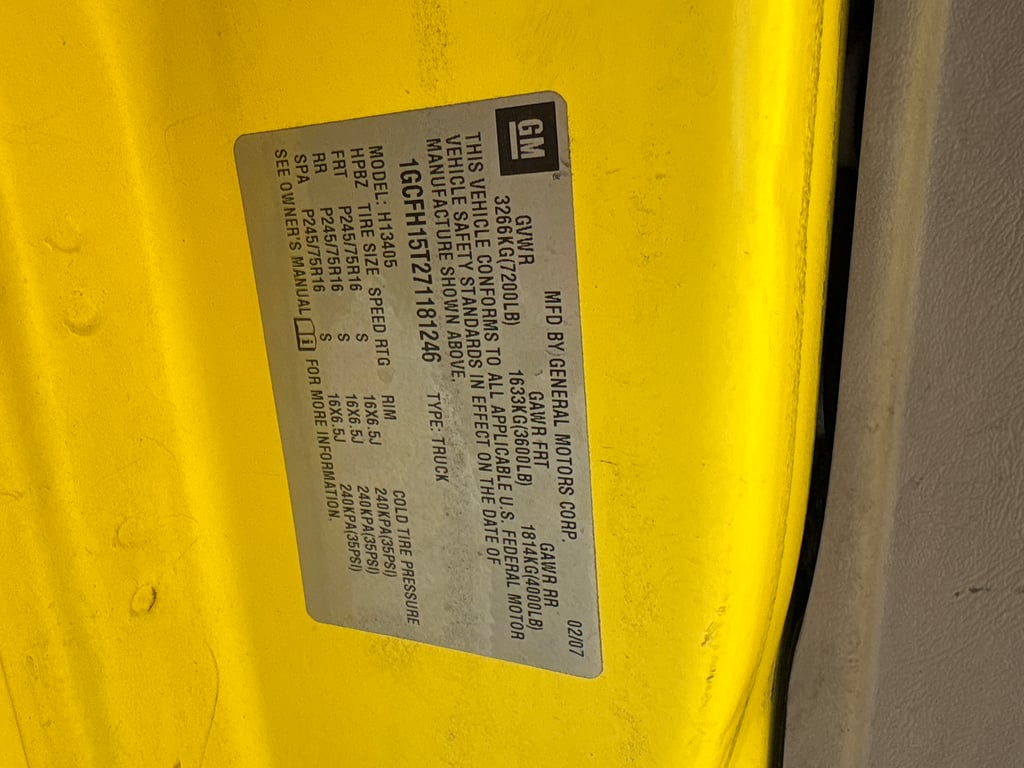 GM
MFD BY GENERAL MOTORS CORP. 02/07
GVWR GAWR FRT GAWR RR
3266KG(7200LB) 1633KG(3600LB) 1814KG(4000LB)
THIS VEHICLE CONFORMS TO ALL APPLICABLE U.S. FEDERAL MOTOR
VEHICLE SAFETY STANDARDS IN EFFECT ON THE DATE OF
MANUFACTURE SHOWN ABOVE.
1GCFH15T271181246 TYPE: TRUCK
MODEL: H13405
HPBZ TIRE SIZE SPEED RTG RIM COLD TIRE PRESSURE
FRT P245/75R16 S 16X6.5J 240KPA(35PSI)
RR P245/75R16 S 16X6.5J 240KPA(35PSI)
SPA P245/75R16 S 16X6.5J 240KPA(35PSI)
SEE OWNER'S MANUAL i FOR MORE INFORMATION.